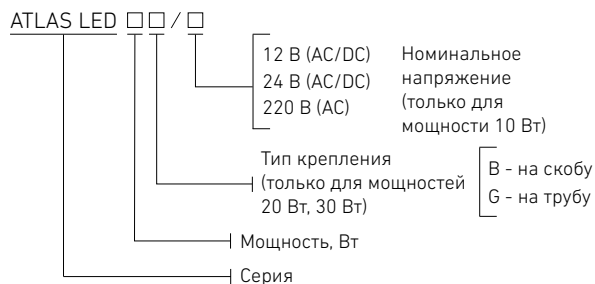 ATLAS LED □□/□
12 В (AC/DC)
24 В (AC/DC)
220 В (AC)
Номинальное
напряжение
(только для
мощности 10 Вт)
Тип крепления
(только для мощностей
20 Вт, 30 Вт)
B - на скобу
G - на трубу
Мощность, Вт
Серия